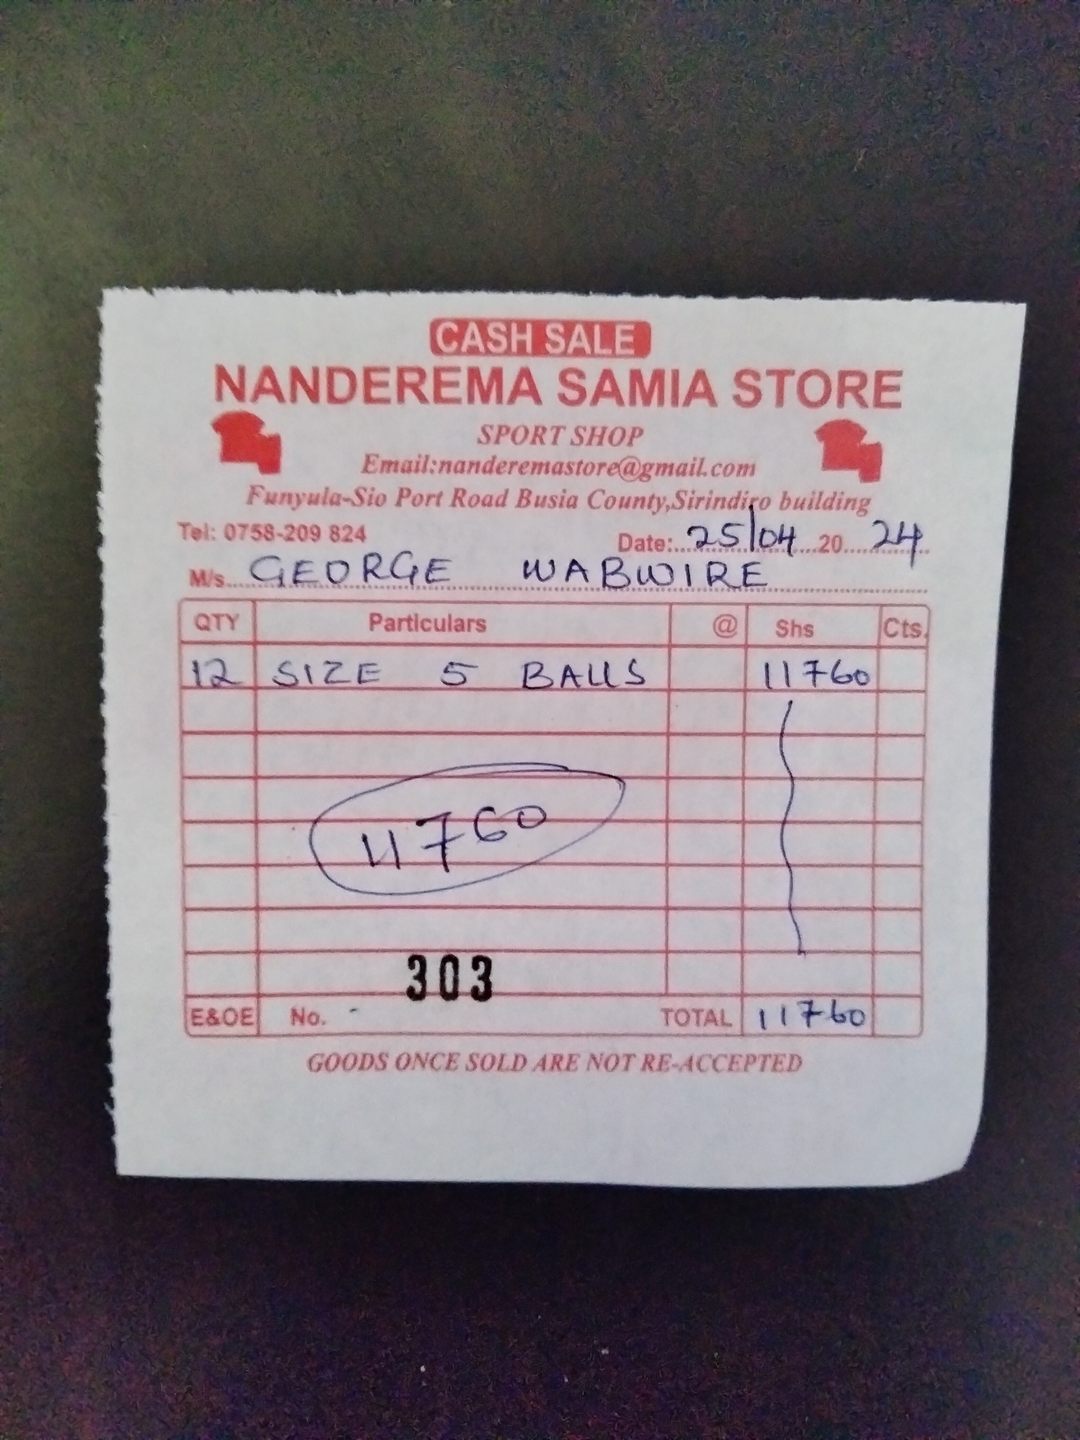 CASH SALE
NANDEREMA SAMIA STORE
SPORT SHOP
Email:nanderemastore@gmail.com
Funyula-Sio Port Road Busia County,Sirindiro building
Tel: 0758-209 824
Date: 25/04 20 24
M/s. GEORGE WABWIRE
QTY Particulars @ Shs Cts.
12 SIZE 5 BALLS 11760
11760
303
E&OE No. TOTAL 11760
GOODS ONCE SOLD ARE NOT RE-ACCEPTED